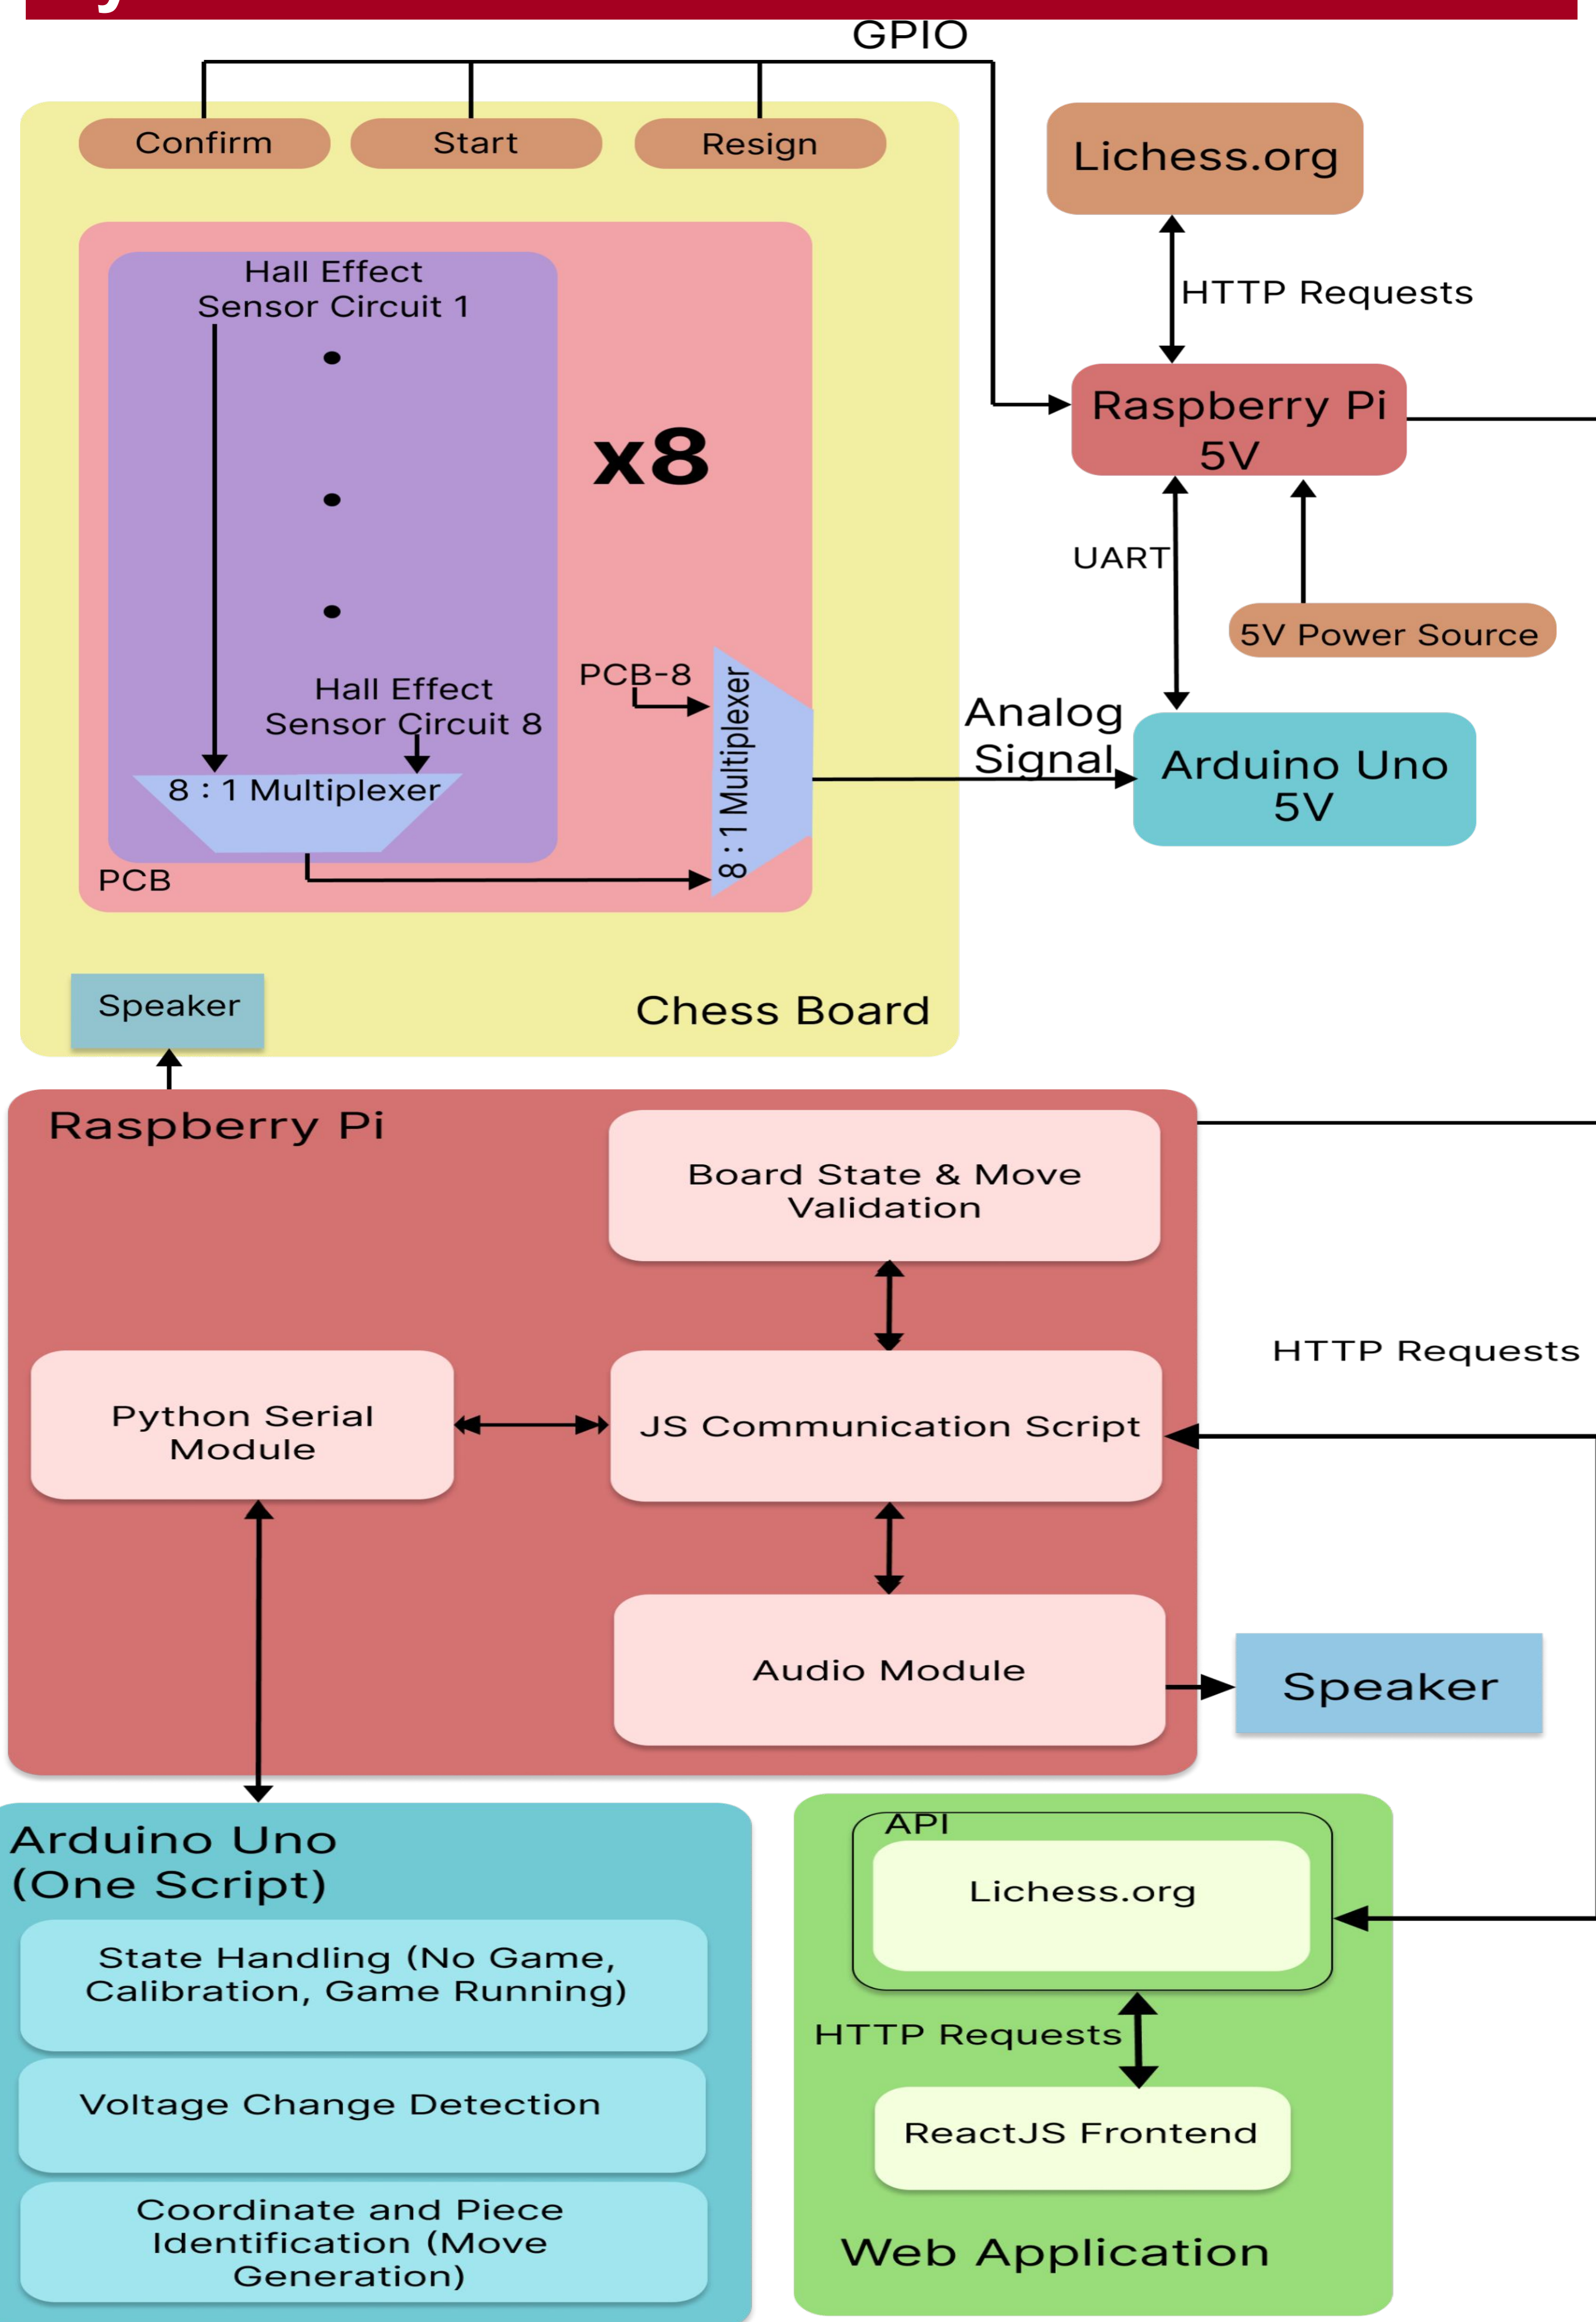 GPIO
Confirm
Start
Resign
Lichess.org
Hall Effect
Sensor Circuit 1
HTTP Requests
x8
Raspberry Pi
5V
UART
5V Power Source
PCB-8
Hall Effect
Sensor Circuit 8
8 : 1 Multiplexer
8 : 1 Multiplexer
Analog
Signal
Arduino Uno
5V
PCB
Speaker
Chess Board
Raspberry Pi
Board State & Move
Validation
HTTP Requests
Python Serial
Module
JS Communication Script
Audio Module
Speaker
Arduino Uno
(One Script)
State Handling (No Game,
Calibration, Game Running)
Voltage Change Detection
Coordinate and Piece
Identification (Move
Generation)
API
Lichess.org
HTTP Requests
ReactJS Frontend
Web Application